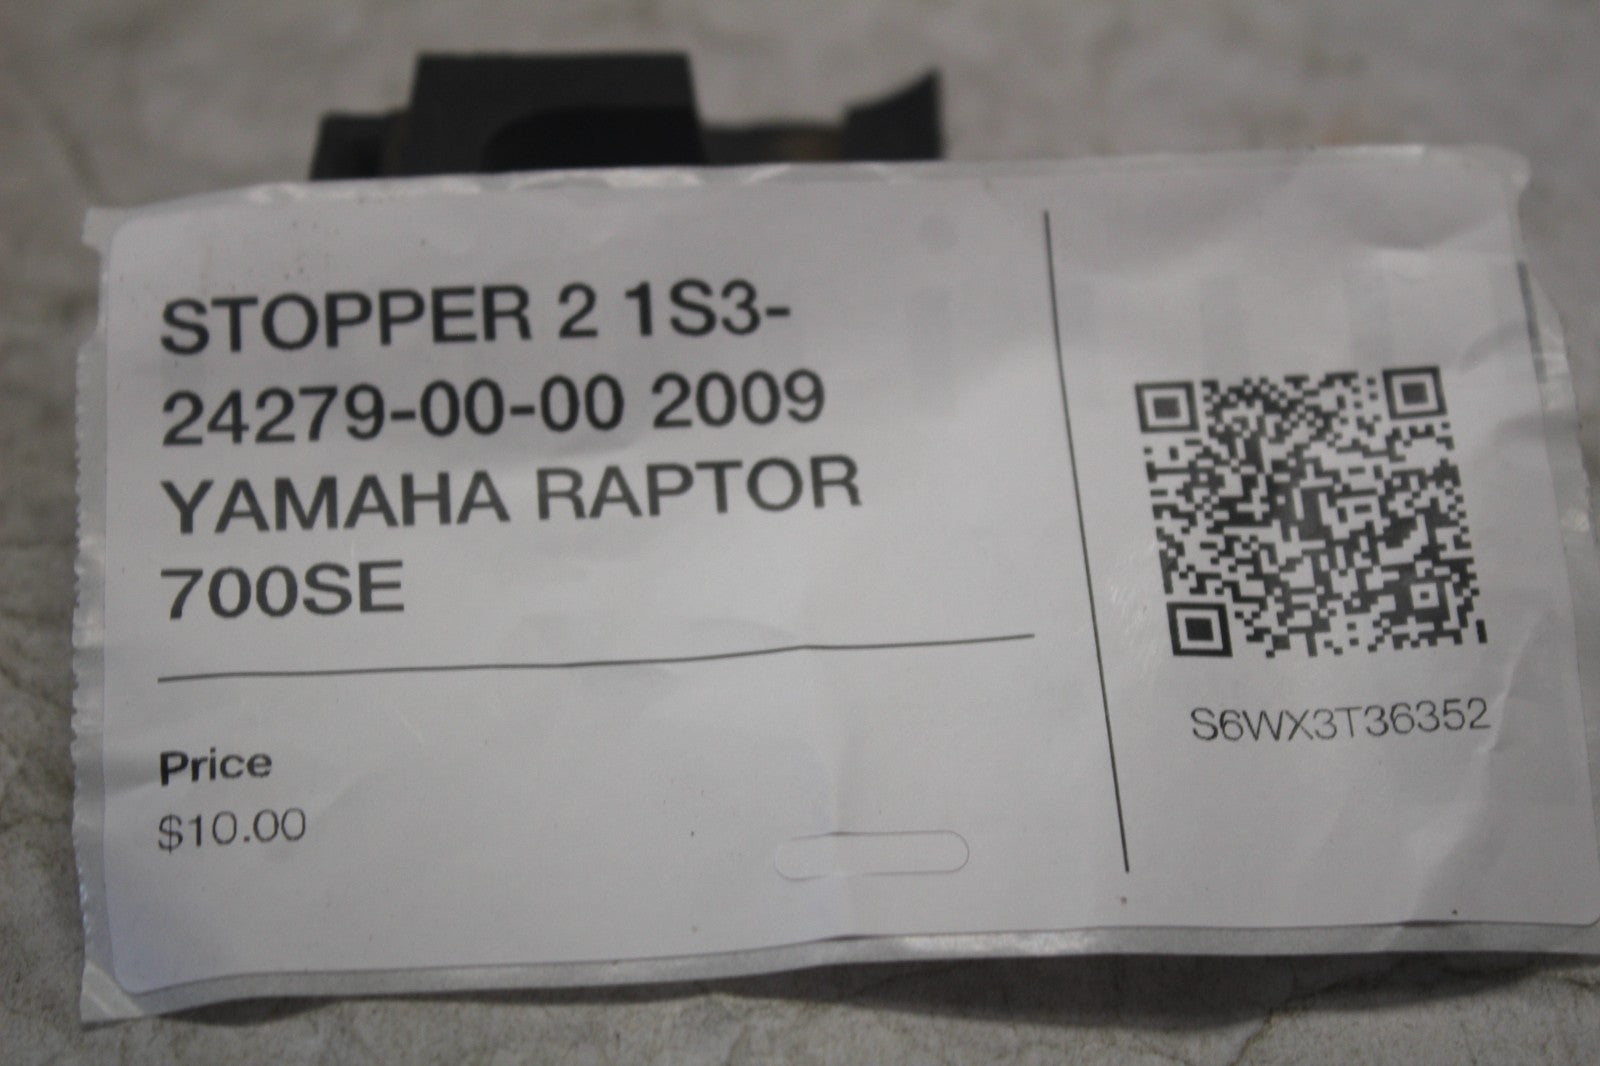 STOPPER 2 1S3-
24279-00-00 2009
YAMAHA RAPTOR
700SE
Price
$10.00
S6WX3T36352